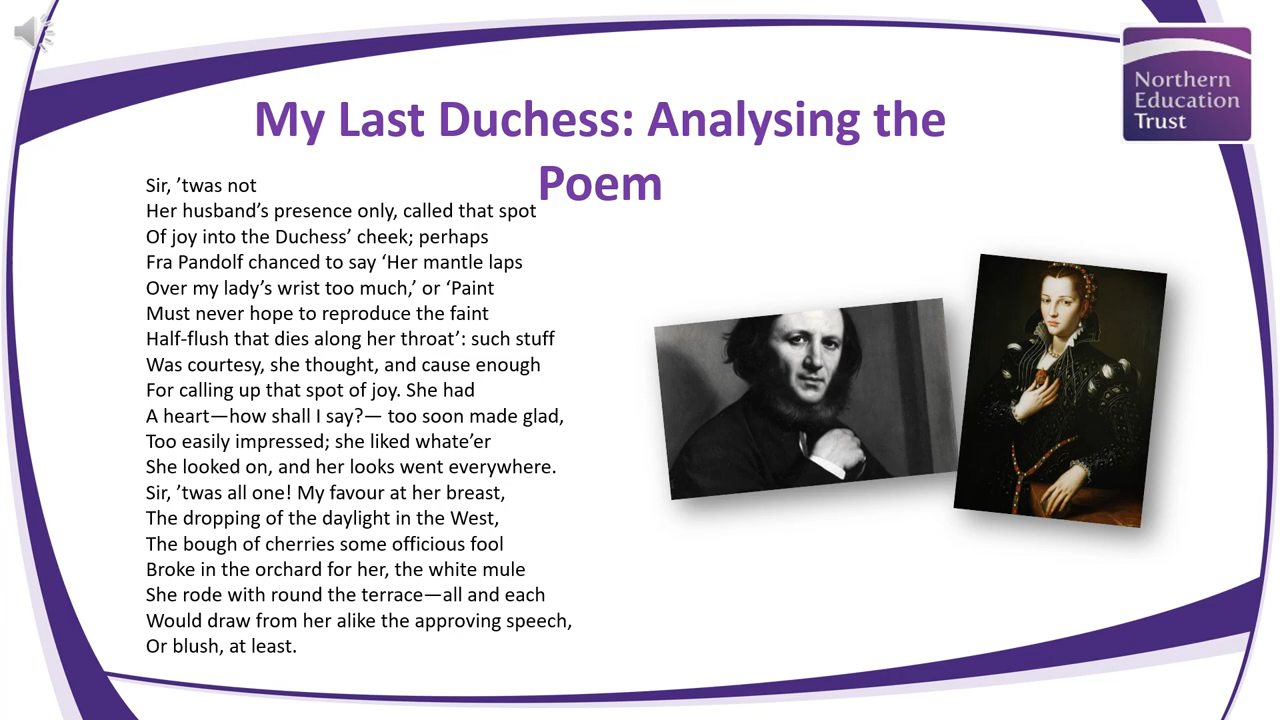 My Last Duchess: Analysing the
Poem
Northern
Education
Trust
Sir, ’twas not
Her husband’s presence only, called that spot
Of joy into the Duchess’ cheek; perhaps
Fra Pandolf chanced to say ‘Her mantle laps
Over my lady’s wrist too much,’ or ‘Paint
Must never hope to reproduce the faint
Half-flush that dies along her throat’: such stuff
Was courtesy, she thought, and cause enough
For calling up that spot of joy. She had
A heart—how shall I say?— too soon made glad,
Too easily impressed; she liked whate’er
She looked on, and her looks went everywhere.
Sir, ’twas all one! My favour at her breast,
The dropping of the daylight in the West,
The bough of cherries some officious fool
Broke in the orchard for her, the white mule
She rode with round the terrace—all and each
Would draw from her alike the approving speech,
Or blush, at least.